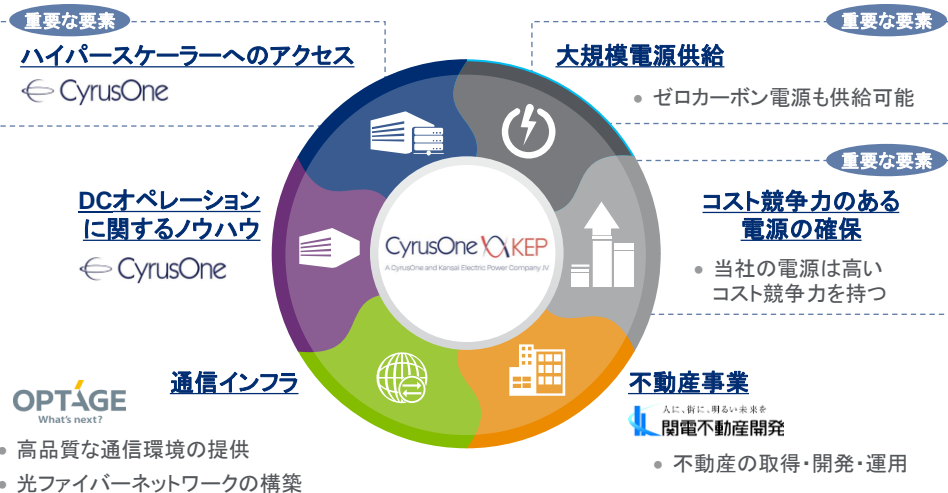 重要な要素
ハイパースケーラーへのアクセス
CyrusOne
重要な要素
大規模電源供給
• ゼロカーボン電源も供給可能
重要な要素
コスト競争力のある
電源の確保
• 当社の電源は高い
コスト競争力を持つ
DCオペレーション
に関するノウハウ
CyrusOne
CyrusOne KEP
A CyrusOne and Kansai Electric Power Company JV
通信インフラ
OPTAGE
What's next?
• 高品質な通信環境の提供
• 光ファイバーネットワークの構築
不動産事業
人に、街に、明るい未来を
関電不動産開発
• 不動産の取得・開発・運用